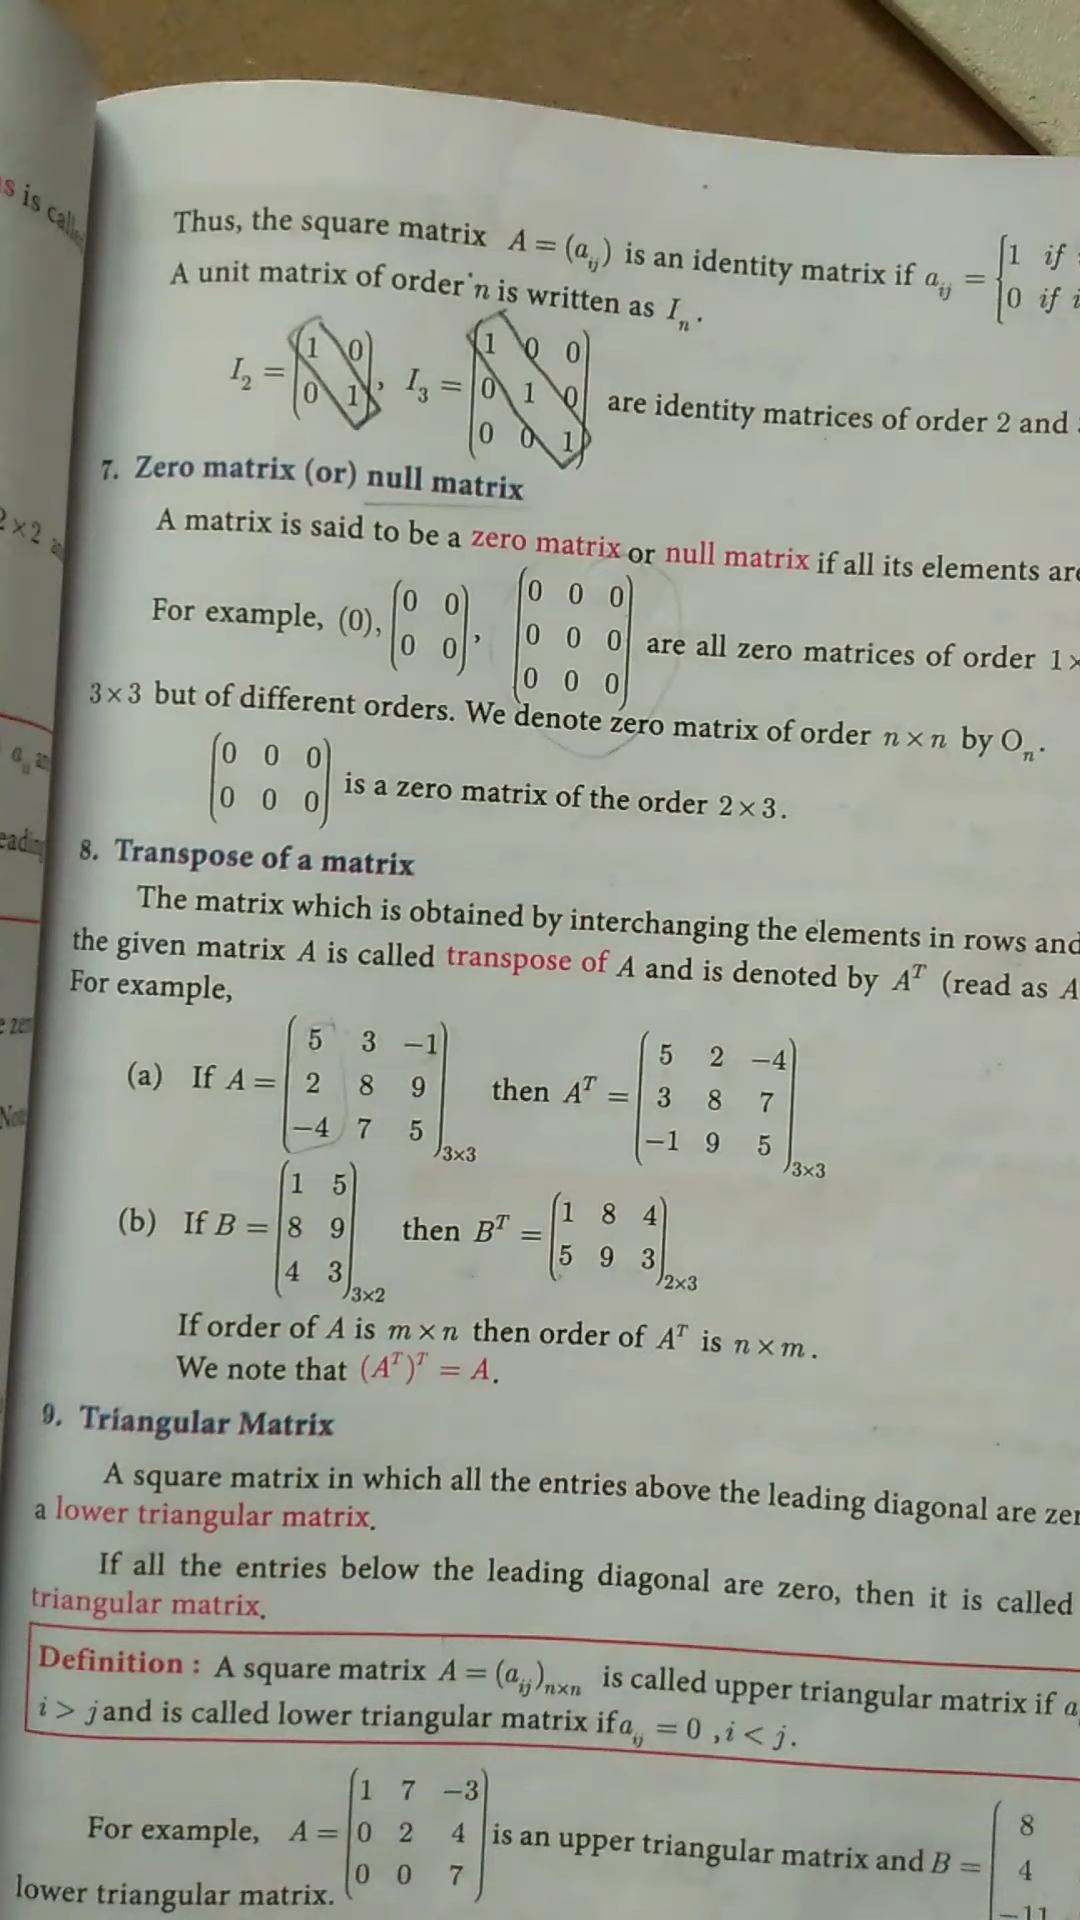 s is calle
Thus, the square matrix A = (a_ij) is an identity matrix if a_ij = {1 if
0 if i
A unit matrix of order n is written as I_n.
I_2 = (1 0
0 1), I_3 = (1 0 0
0 1 0
0 0 1) are identity matrices of order 2 and
7. Zero matrix (or) null matrix
2×2
A matrix is said to be a zero matrix or null matrix if all its elements are
For example, (0), (0 0
0 0), (0 0 0
0 0 0
0 0 0) are all zero matrices of order 1×
3×3 but of different orders. We denote zero matrix of order n×n by O_n.
(0 0 0
0 0 0) is a zero matrix of the order 2×3.
8. Transpose of a matrix
The matrix which is obtained by interchanging the elements in rows and
the given matrix A is called transpose of A and is denoted by A^T (read as A
For example,
(a) If A = (5 3 −1
2 8 9
−4 7 5)_3×3 then A^T = (5 2 −4
3 8 7
−1 9 5)_3×3
(b) If B = (1 5
8 9
4 3)_3×2 then B^T = (1 8 4
5 9 3)_2×3
If order of A is m×n then order of A^T is n×m.
We note that (A^T)^T = A.
9. Triangular Matrix
A square matrix in which all the entries above the leading diagonal are zer
a lower triangular matrix.
If all the entries below the leading diagonal are zero, then it is called
triangular matrix.
Definition : A square matrix A = (a_ij)_n×n is called upper triangular matrix if a
i > j and is called lower triangular matrix if a_ij = 0 , i < j.
For example, A = (1 7 −3
0 2 4
0 0 7) is an upper triangular matrix and B = (8
4
−11
lower triangular matrix.